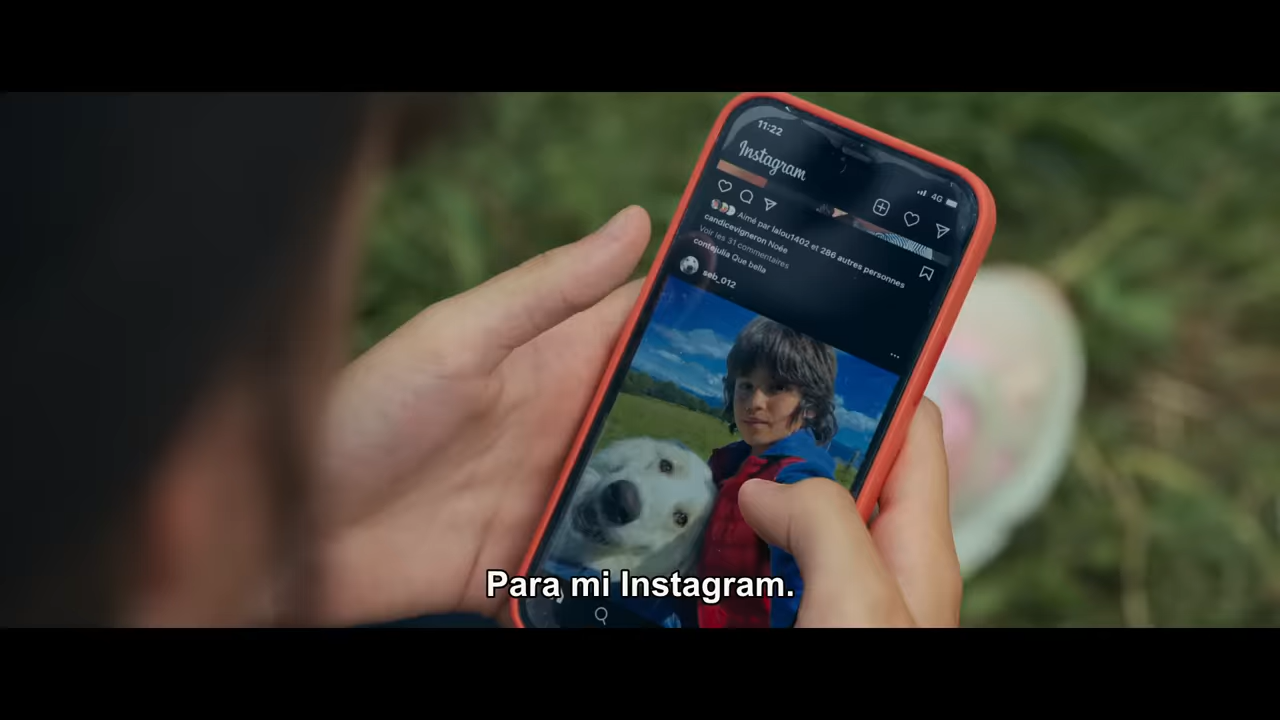 11:22
4G
Instagram
Aimé par lalou1402 et 286 autres personnes
candicevigneron Noée
Voir les 31 commentaires
contejulia Que bella
seb_012
Para mi Instagram.